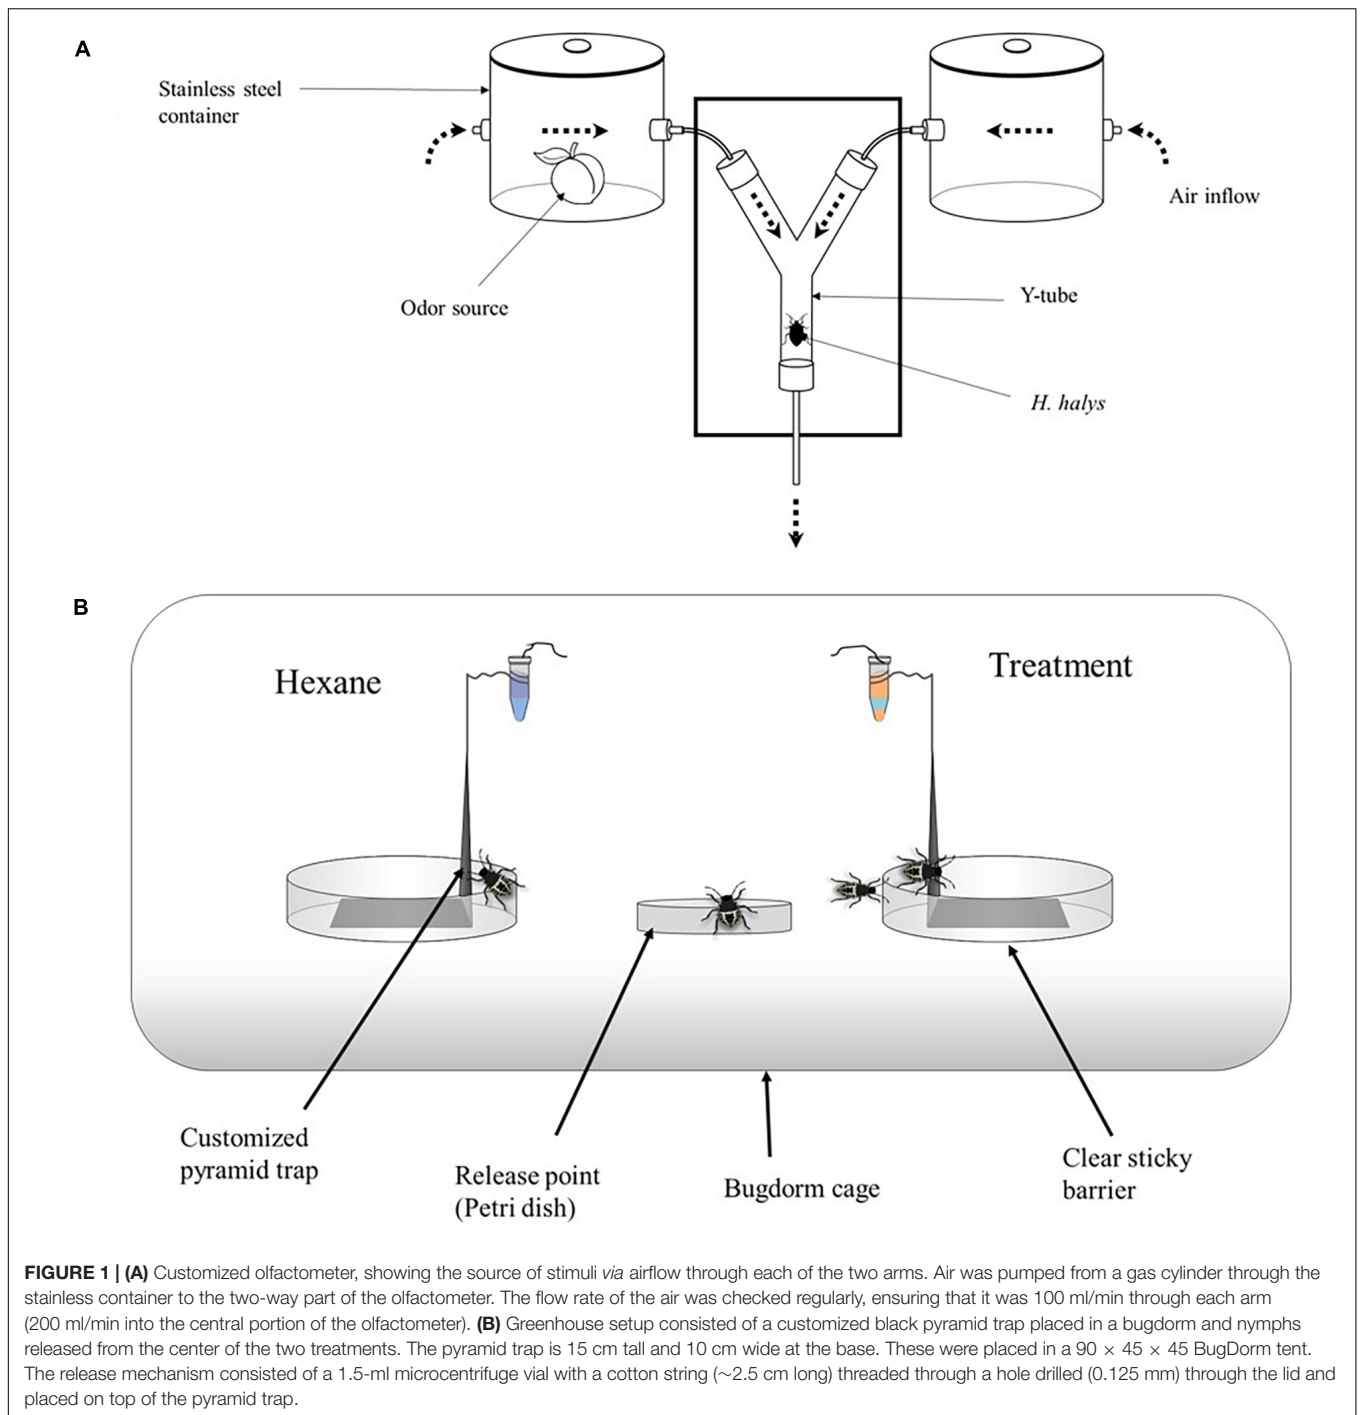 A
Stainless steel
container
Air inflow
Odor source
Y-tube
H. halys
B
Hexane
Treatment
Customized
pyramid trap
Release point
(Petri dish)
Bugdorm cage
Clear sticky
barrier
FIGURE 1 | (A) Customized olfactometer, showing the source of stimuli via airflow through each of the two arms. Air was pumped from a gas cylinder through the
stainless container to the two-way part of the olfactometer. The flow rate of the air was checked regularly, ensuring that it was 100 ml/min through each arm
(200 ml/min into the central portion of the olfactometer). (B) Greenhouse setup consisted of a customized black pyramid trap placed in a bugdorm and nymphs
released from the center of the two treatments. The pyramid trap is 15 cm tall and 10 cm wide at the base. These were placed in a 90 × 45 × 45 BugDorm tent.
The release mechanism consisted of a 1.5-ml microcentrifuge vial with a cotton string (∼2.5 cm long) threaded through a hole drilled (0.125 mm) through the lid and
placed on top of the pyramid trap.